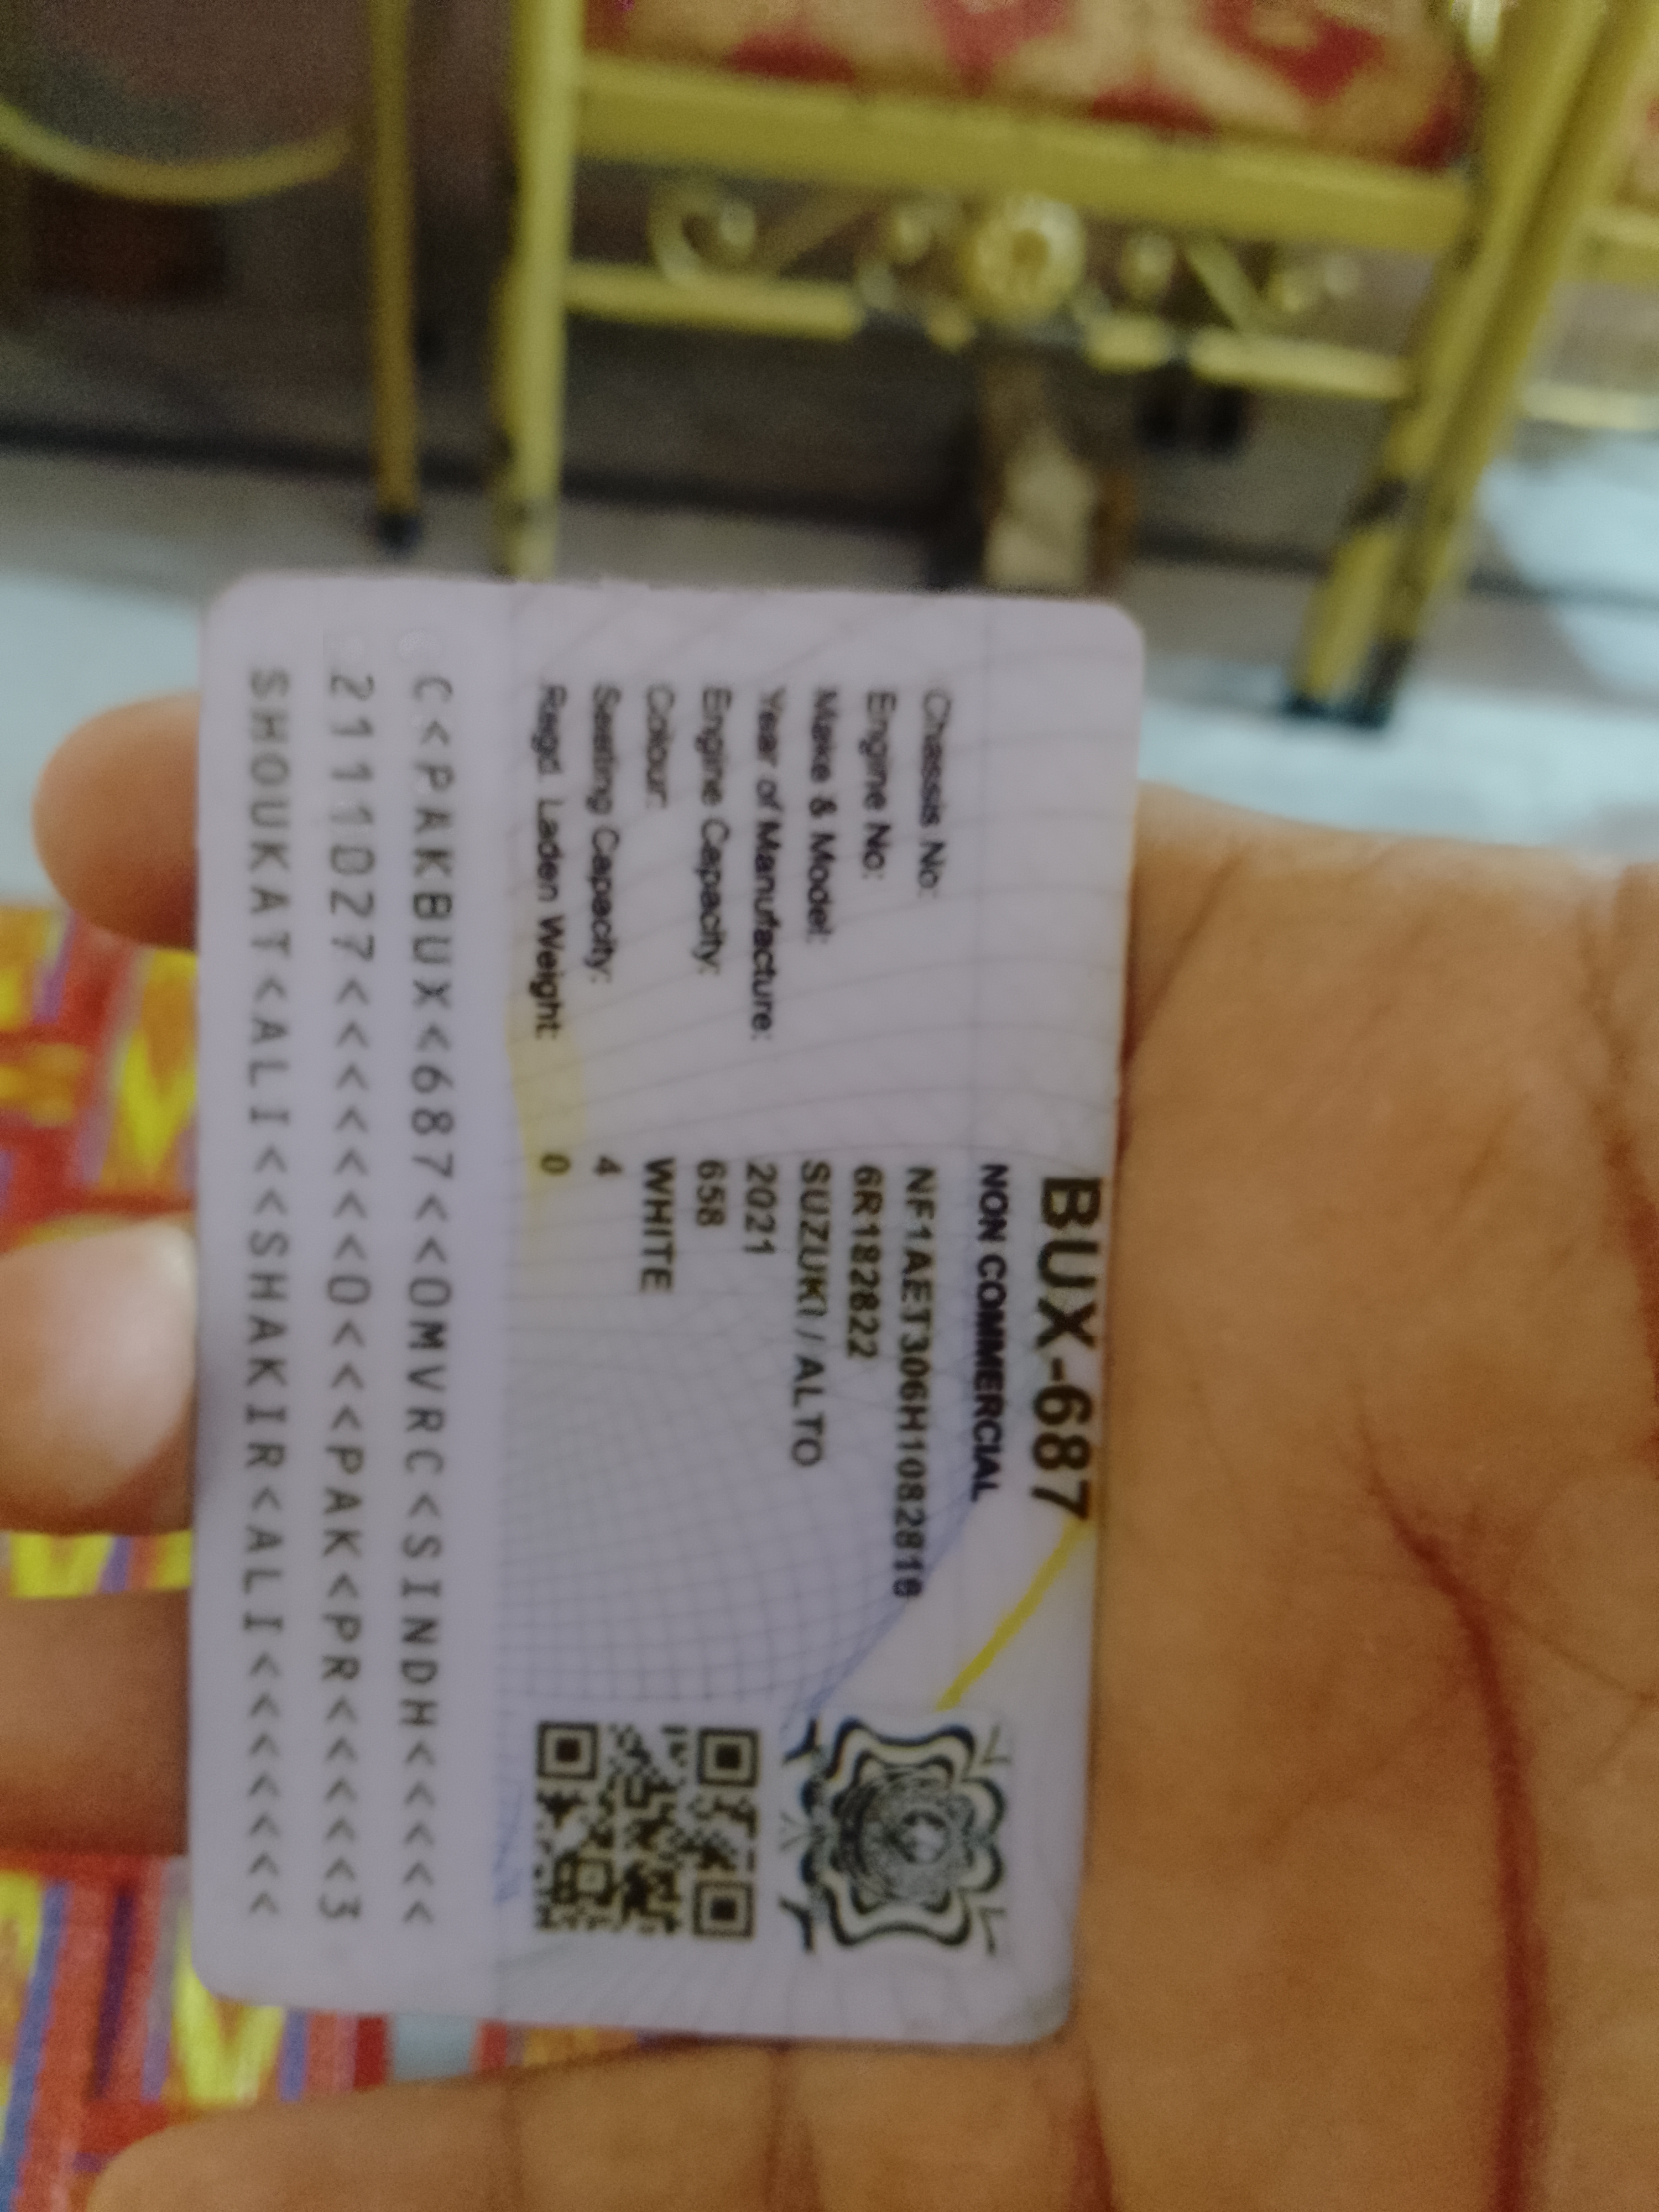 BUX-687
NON COMMERCIAL
Chassis No: NF1AET306H1082818
Engine No: 6R182822
Make & Model: SUZUKI / ALTO
Year of Manufacture: 2021
Engine Capacity: 658
Colour: WHITE
Seating Capacity: 4
Regd. Laden Weight: 0
C<<PAKBUX<687<<OMVRC<SINDH<<<<
2111027<<<<<<<O<<<PAK<PR<<<<<3
SHOUKAT<ALI<<SHAKIR<ALI<<<<<<<